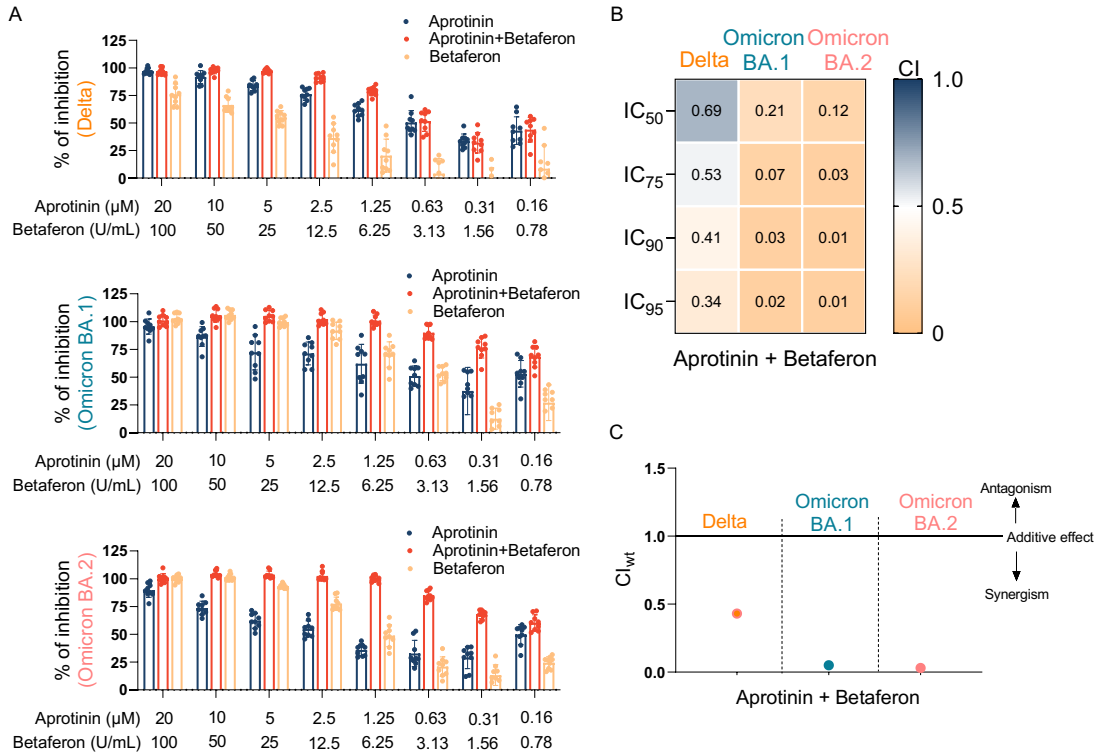 A
Aprotinin
Aprotinin+Betaferon
Betaferon
% of inhibition
(Delta)
125
100
75
50
25
0
Aprotinin (µM) 20 10 5 2.5 1.25 0.63 0.31 0.16
Betaferon (U/mL) 100 50 25 12.5 6.25 3.13 1.56 0.78
Aprotinin
Aprotinin+Betaferon
Betaferon
% of inhibition
(Omicron BA.1)
125
100
75
50
25
0
Aprotinin (µM) 20 10 5 2.5 1.25 0.63 0.31 0.16
Betaferon (U/mL) 100 50 25 12.5 6.25 3.13 1.56 0.78
Aprotinin
Aprotinin+Betaferon
Betaferon
% of inhibition
(Omicron BA.2)
125
100
75
50
25
0
Aprotinin (µM) 20 10 5 2.5 1.25 0.63 0.31 0.16
Betaferon (U/mL) 100 50 25 12.5 6.25 3.13 1.56 0.78
B
Delta
Omicron
BA.1
Omicron
BA.2
CI
IC50 0.69 0.21 0.12
IC75 0.53 0.07 0.03
IC90 0.41 0.03 0.01
IC95 0.34 0.02 0.01
1.0
0.5
0
Aprotinin + Betaferon
C
CIwt
1.5
1.0
0.5
0.0
Delta
Omicron
BA.1
Omicron
BA.2
Antagonism
Additive effect
Synergism
Aprotinin + Betaferon